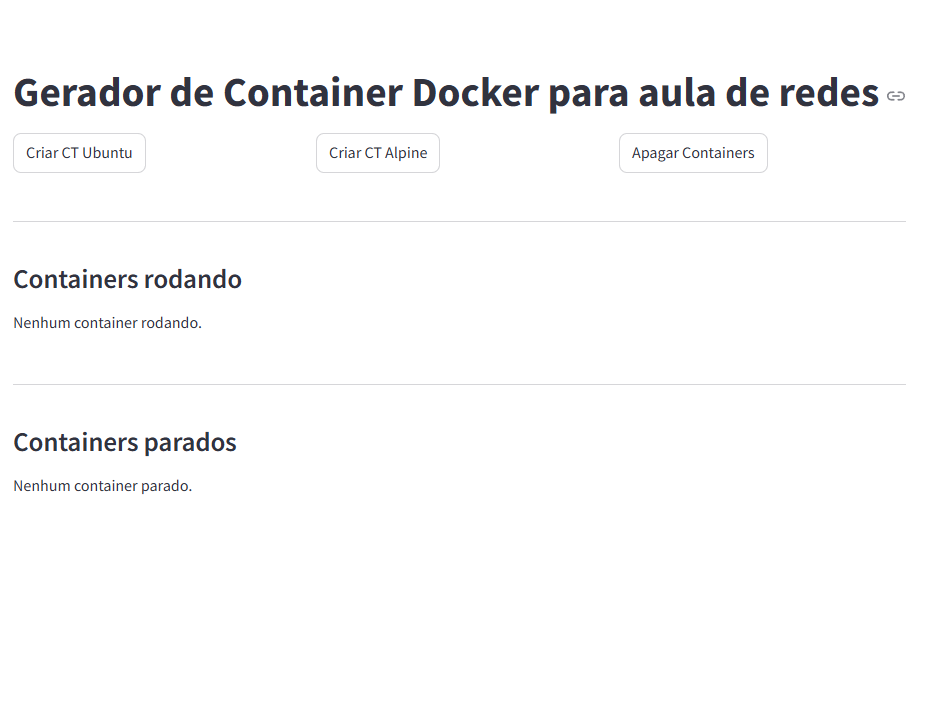 Gerador de Container Docker para aula de redes
Criar CT Ubuntu
Criar CT Alpine
Apagar Containers
Containers rodando
Nenhum container rodando.
Containers parados
Nenhum container parado.